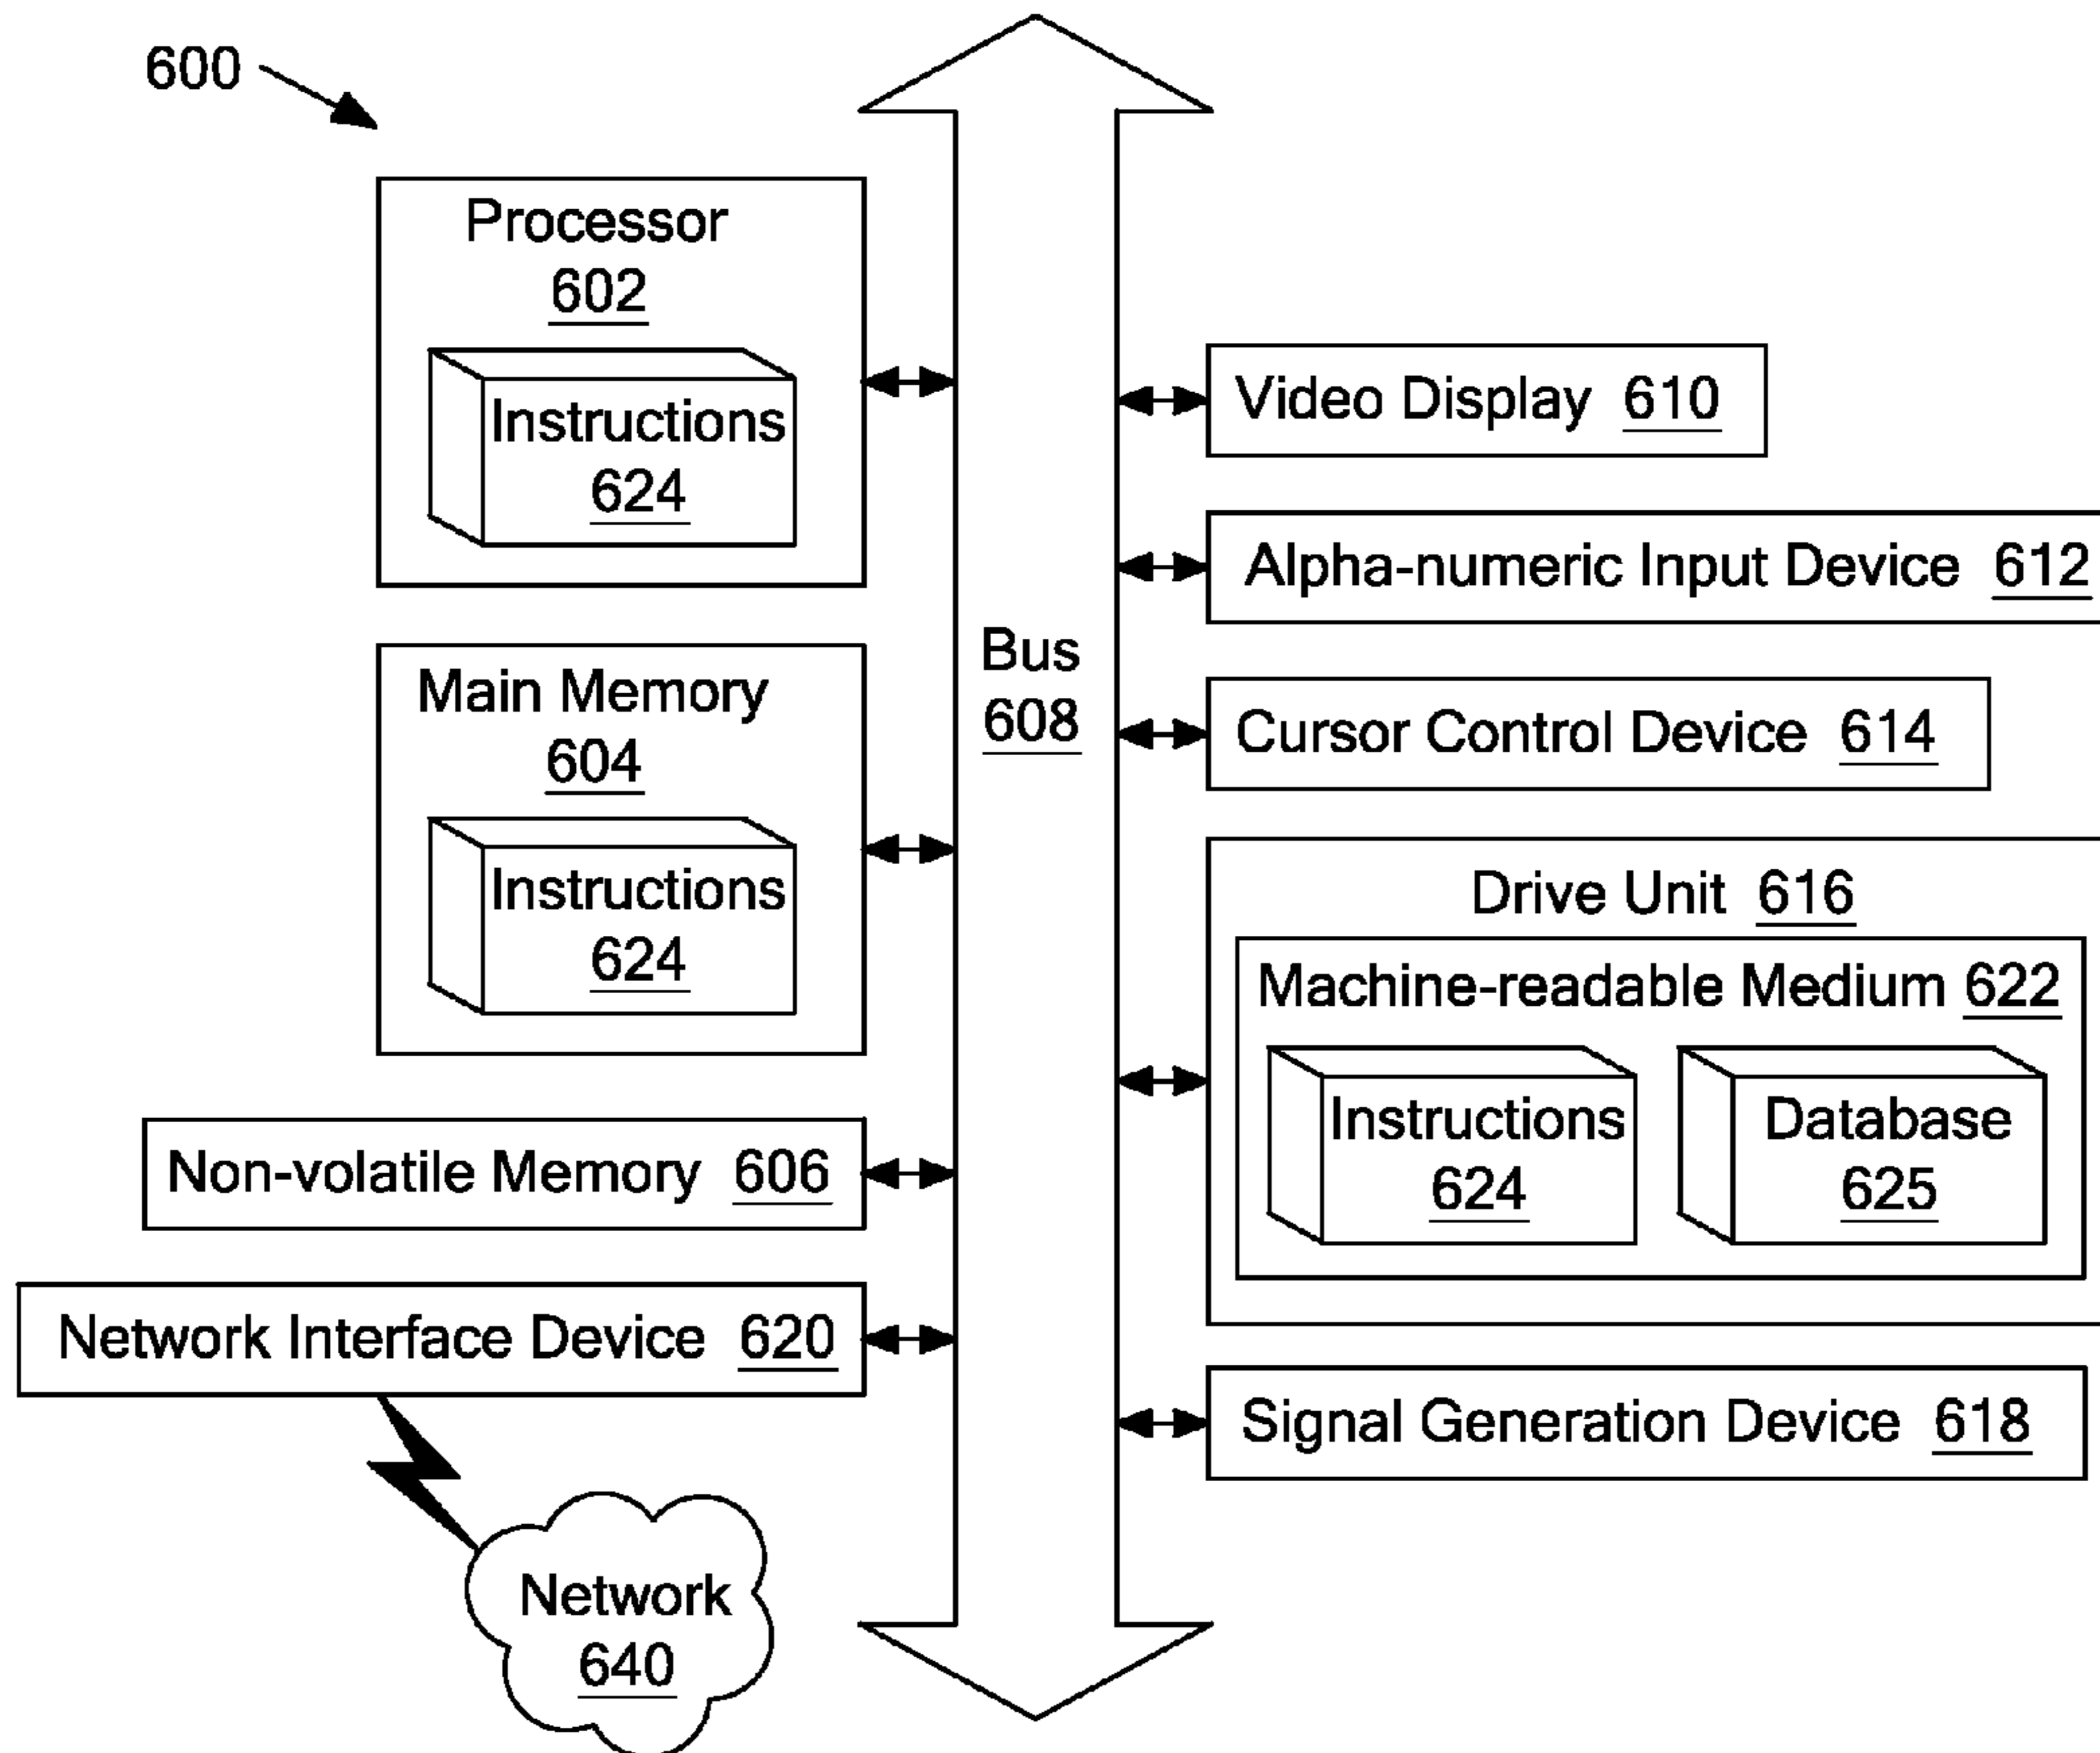 600
Processor
602
Instructions
624
Main Memory
604
Instructions
624
Non-volatile Memory 606
Network Interface Device 620
Network
640
Bus
608
Video Display 610
Alpha-numeric Input Device 612
Cursor Control Device 614
Drive Unit 616
Machine-readable Medium 622
Instructions
624
Database
625
Signal Generation Device 618